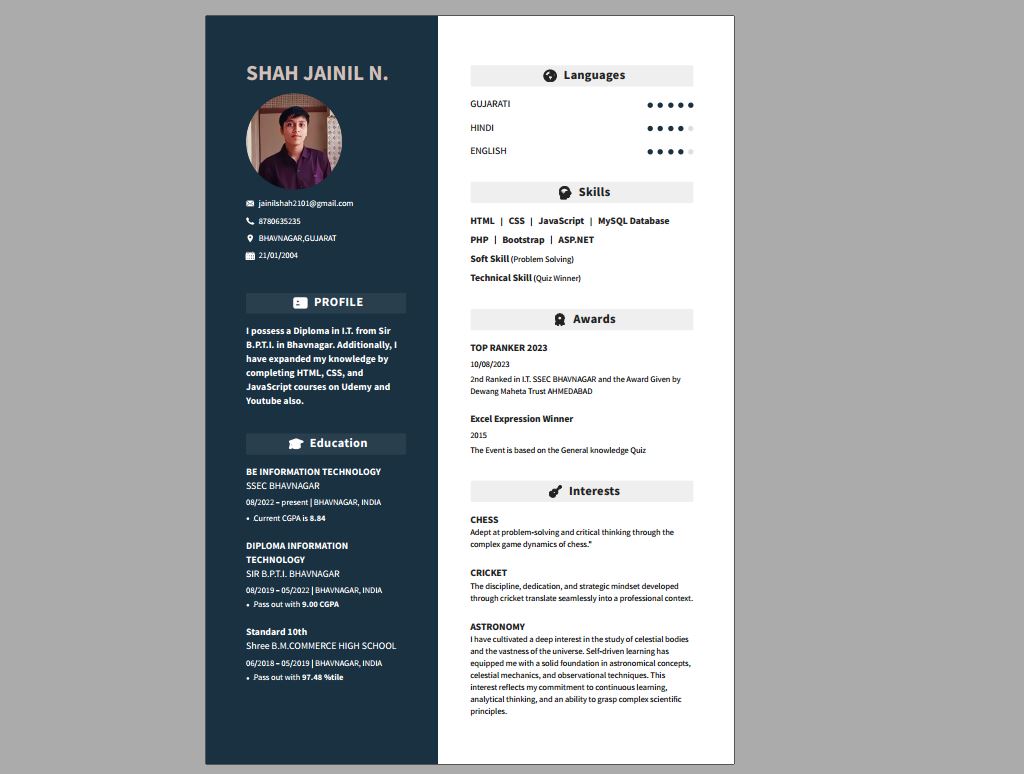 SHAH JAINIL N.
jainilshah2101@gmail.com
8780635235
BHAVNAGAR,GUJARAT
21/01/2004
PROFILE
I possess a Diploma in I.T. from Sir
B.P.T.I. in Bhavnagar. Additionally, I
have expanded my knowledge by
completing HTML, CSS, and
JavaScript courses on Udemy and
Youtube also.
Education
BE INFORMATION TECHNOLOGY
SSEC BHAVNAGAR
08/2022 – present | BHAVNAGAR, INDIA
• Current CGPA is 8.84
DIPLOMA INFORMATION
TECHNOLOGY
SIR B.P.T.I. BHAVNAGAR
08/2019 – 05/2022 | BHAVNAGAR, INDIA
• Pass out with 9.00 CGPA
Standard 10th
Shree B.M.COMMERCE HIGH SCHOOL
06/2018 – 05/2019 | BHAVNAGAR, INDIA
• Pass out with 97.48 %tile
Languages
GUJARATI
HINDI
ENGLISH
Skills
HTML | CSS | JavaScript | MySQL Database
PHP | Bootstrap | ASP.NET
Soft Skill (Problem Solving)
Technical Skill (Quiz Winner)
Awards
TOP RANKER 2023
10/08/2023
2nd Ranked in I.T. SSEC BHAVNAGAR and the Award Given by
Dewang Maheta Trust AHMEDABAD
Excel Expression Winner
2015
The Event is based on the General knowledge Quiz
Interests
CHESS
Adept at problem-solving and critical thinking through the
complex game dynamics of chess."
CRICKET
The discipline, dedication, and strategic mindset developed
through cricket translate seamlessly into a professional context.
ASTRONOMY
I have cultivated a deep interest in the study of celestial bodies
and the vastness of the universe. Self-driven learning has
equipped me with a solid foundation in astronomical concepts,
celestial mechanics, and observational techniques. This
interest reflects my commitment to continuous learning,
analytical thinking, and an ability to grasp complex scientific
principles.